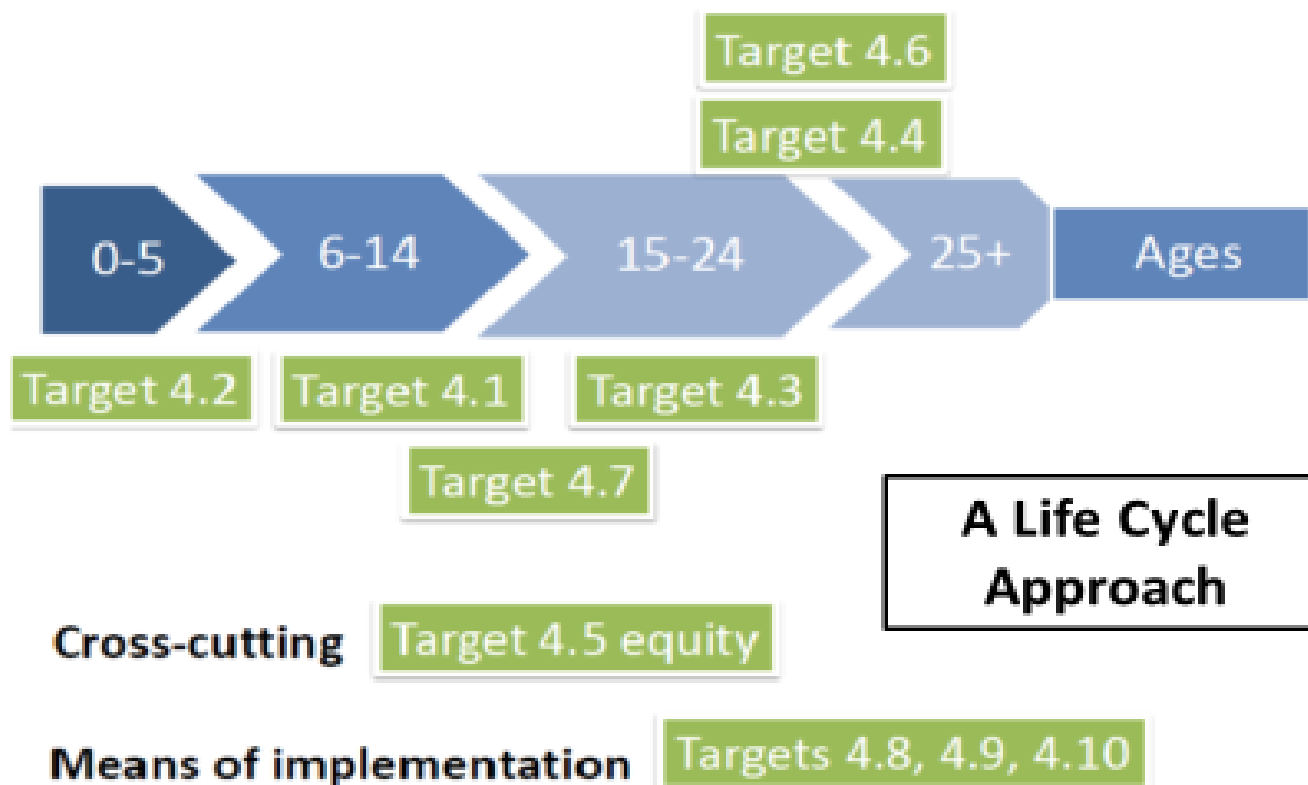 Target 4.6
Target 4.4
0-5
6-14
15-24
25+
Ages
Target 4.2
Target 4.1
Target 4.3
Target 4.7
A Life Cycle
Approach
Cross-cutting
Target 4.5 equity
Means of implementation
Targets 4.8, 4.9, 4.10